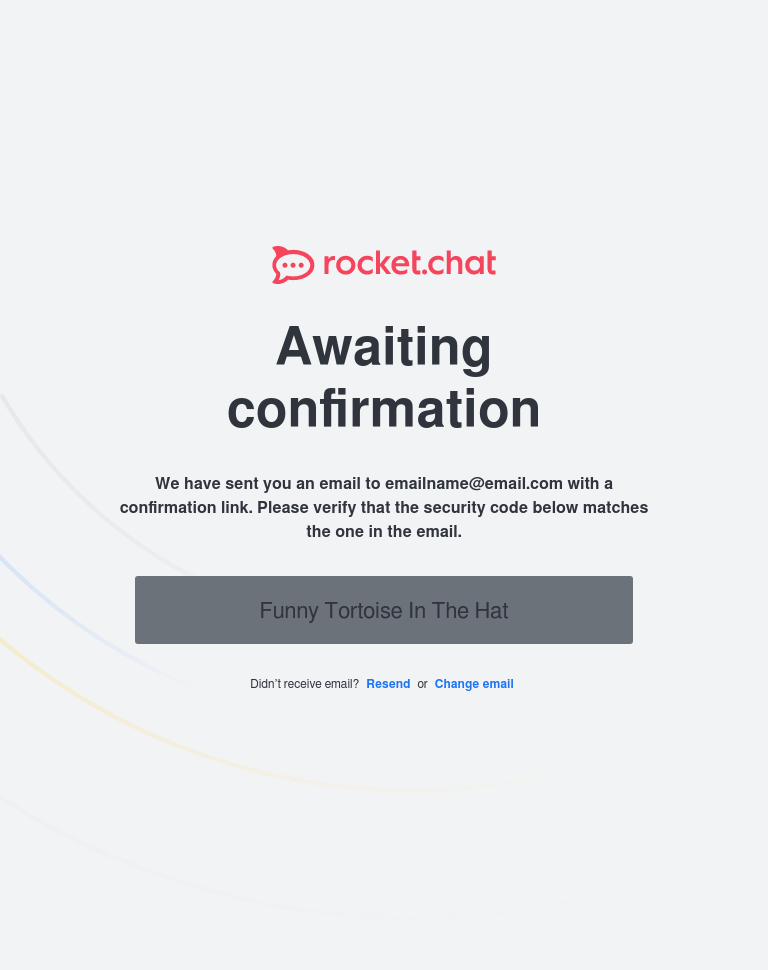 rocket.chat
Awaiting
confirmation
We have sent you an email to emailname@email.com with a
confirmation link. Please verify that the security code below matches
the one in the email.
Funny Tortoise In The Hat
Didn’t receive email? Resend or Change email